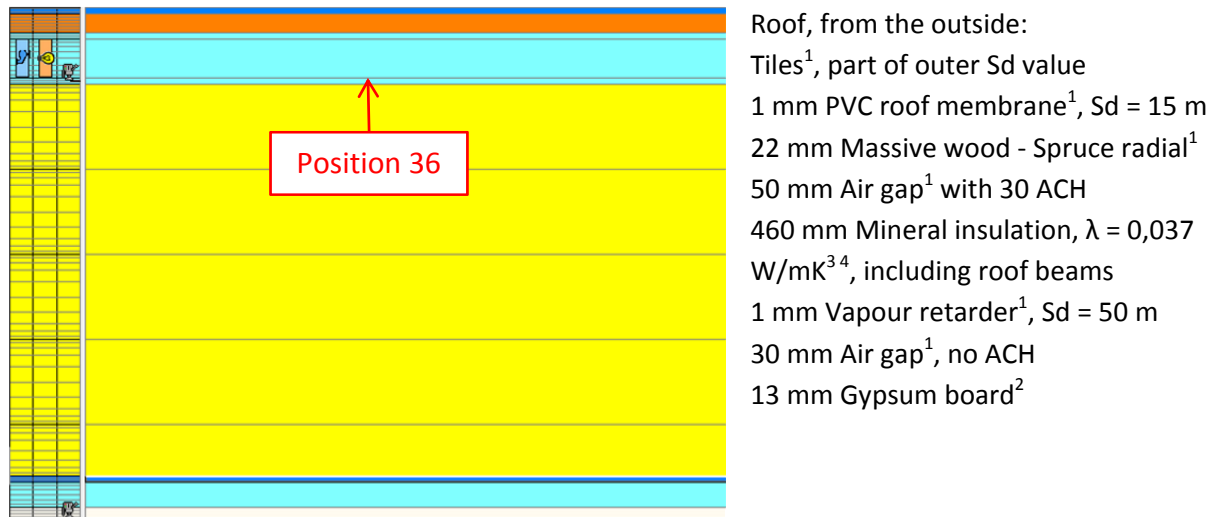 Roof, from the outside:
Tiles¹, part of outer Sd value
1 mm PVC roof membrane¹, Sd = 15 m
22 mm Massive wood - Spruce radial¹
50 mm Air gap¹ with 30 ACH
460 mm Mineral insulation, λ = 0,037
W/mK³ ⁴, including roof beams
1 mm Vapour retarder¹, Sd = 50 m
30 mm Air gap¹, no ACH
13 mm Gypsum board²
Position 36